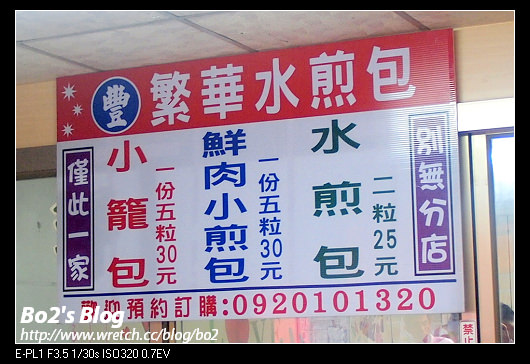 豐 繁華水煎包
別無分店
水煎包
二粒25元
鮮肉小煎包
一份五粒30元
小籠包
一份五粒30元
僅此一家
歡迎預約訂購:0920101320
禁止
Bo2's Blog
http://www.wretch.cc/blog/bo2
E-PL1 F3.5 1/30s ISO320 0.7EV